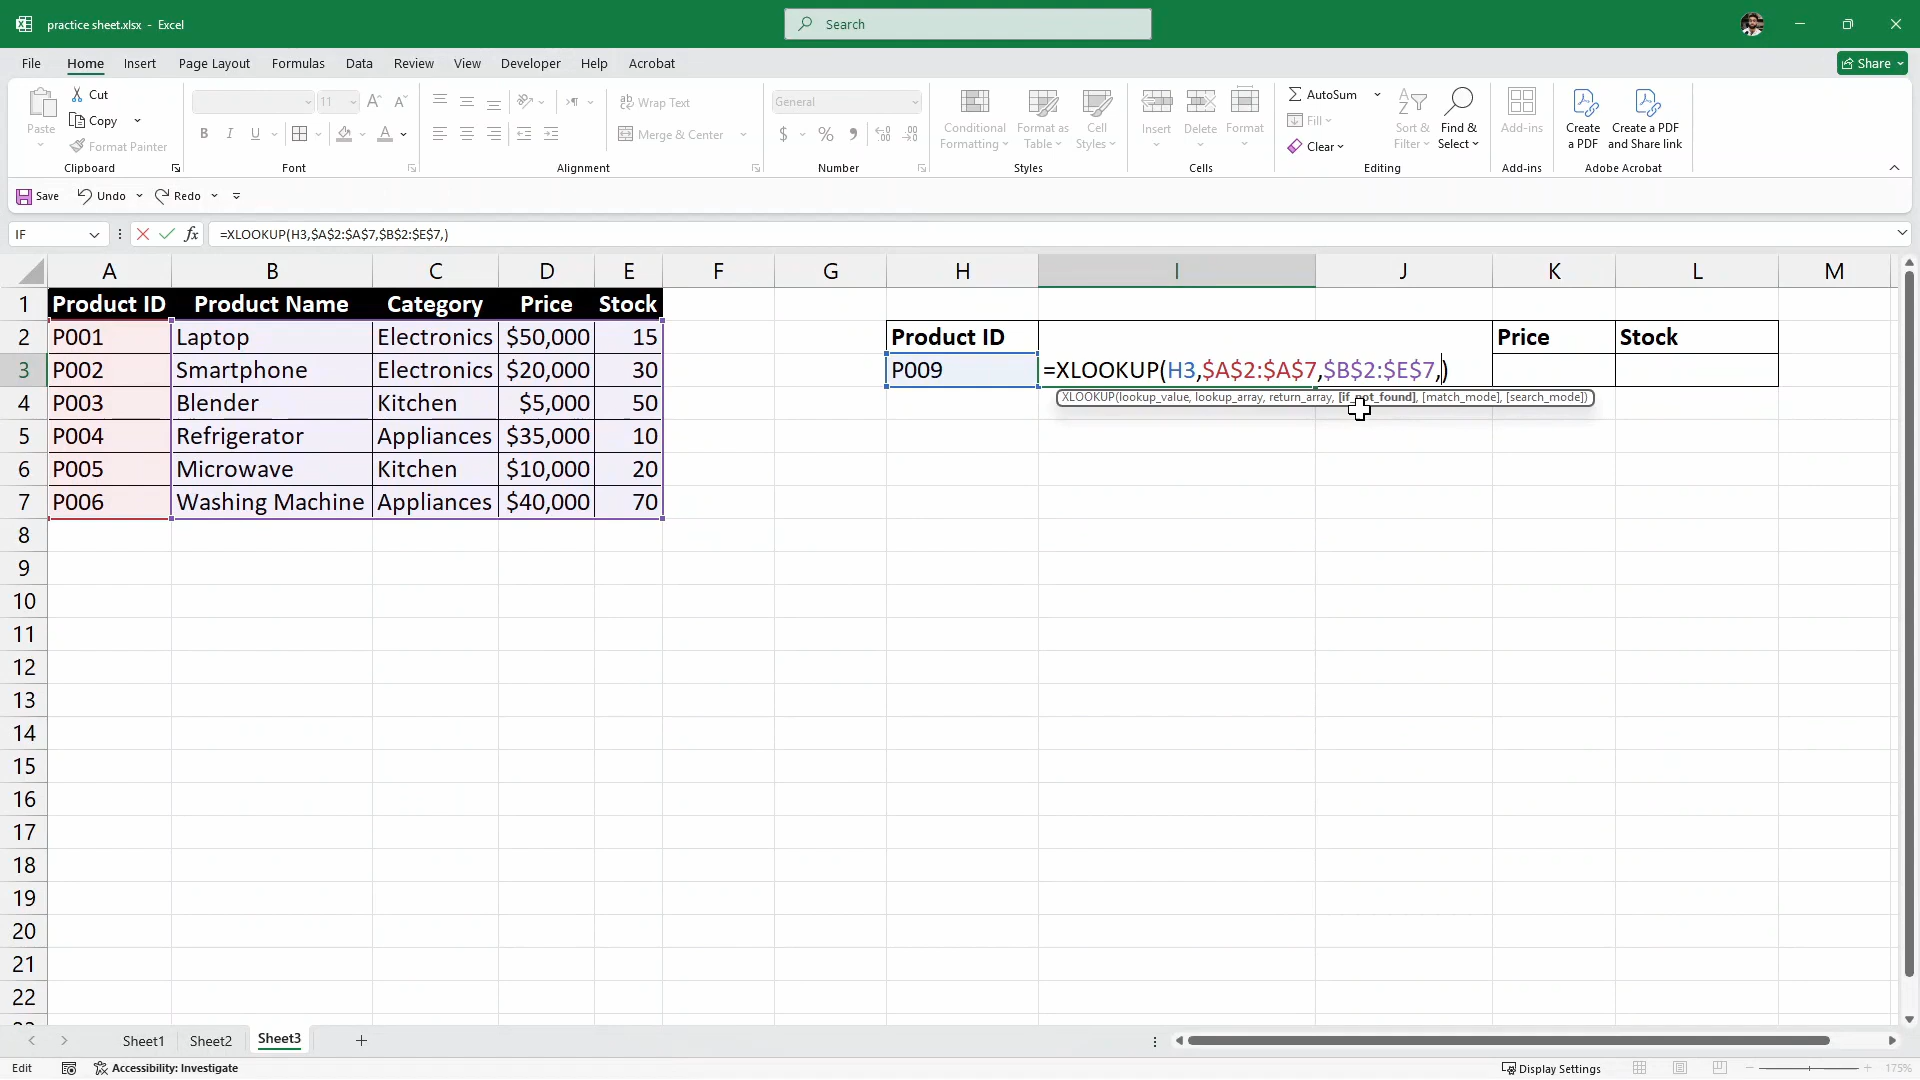 practice sheet.xlsx - Excel
Search
File Home Insert Page Layout Formulas Data Review View Developer Help Acrobat
Share
Paste
Cut
Copy
Format Painter
Clipboard
11
B I U
Font
Wrap Text
Merge & Center
Alignment
General
$ % 9
Number
Conditional Formatting
Format as Table
Cell Styles
Styles
Insert Delete Format
Cells
AutoSum
Fill
Clear
Sort & Filter
Find & Select
Editing
Add-ins
Add-ins
Create a PDF
Create a PDF and Share link
Adobe Acrobat
Save Undo Redo
IF fx =XLOOKUP(H3,$A$2:$A$7,$B$2:$E$7,)
A B C D E F G H I J K L M
1 Product ID Product Name Category Price Stock
2 P001 Laptop Electronics $50,000 15 Product ID Price Stock
3 P002 Smartphone Electronics $20,000 30 P009 =XLOOKUP(H3,$A$2:$A$7,$B$2:$E$7,)
XLOOKUP(lookup_value, lookup_array, return_array, [if_not_found], [match_mode], [search_mode])
4 P003 Blender Kitchen $5,000 50
5 P004 Refrigerator Appliances $35,000 10
6 P005 Microwave Kitchen $10,000 20
7 P006 Washing Machine Appliances $40,000 70
8
9
10
11
12
13
14
15
16
17
18
19
20
21
22
Sheet1 Sheet2 Sheet3
Edit Accessibility: Investigate Display Settings 175%